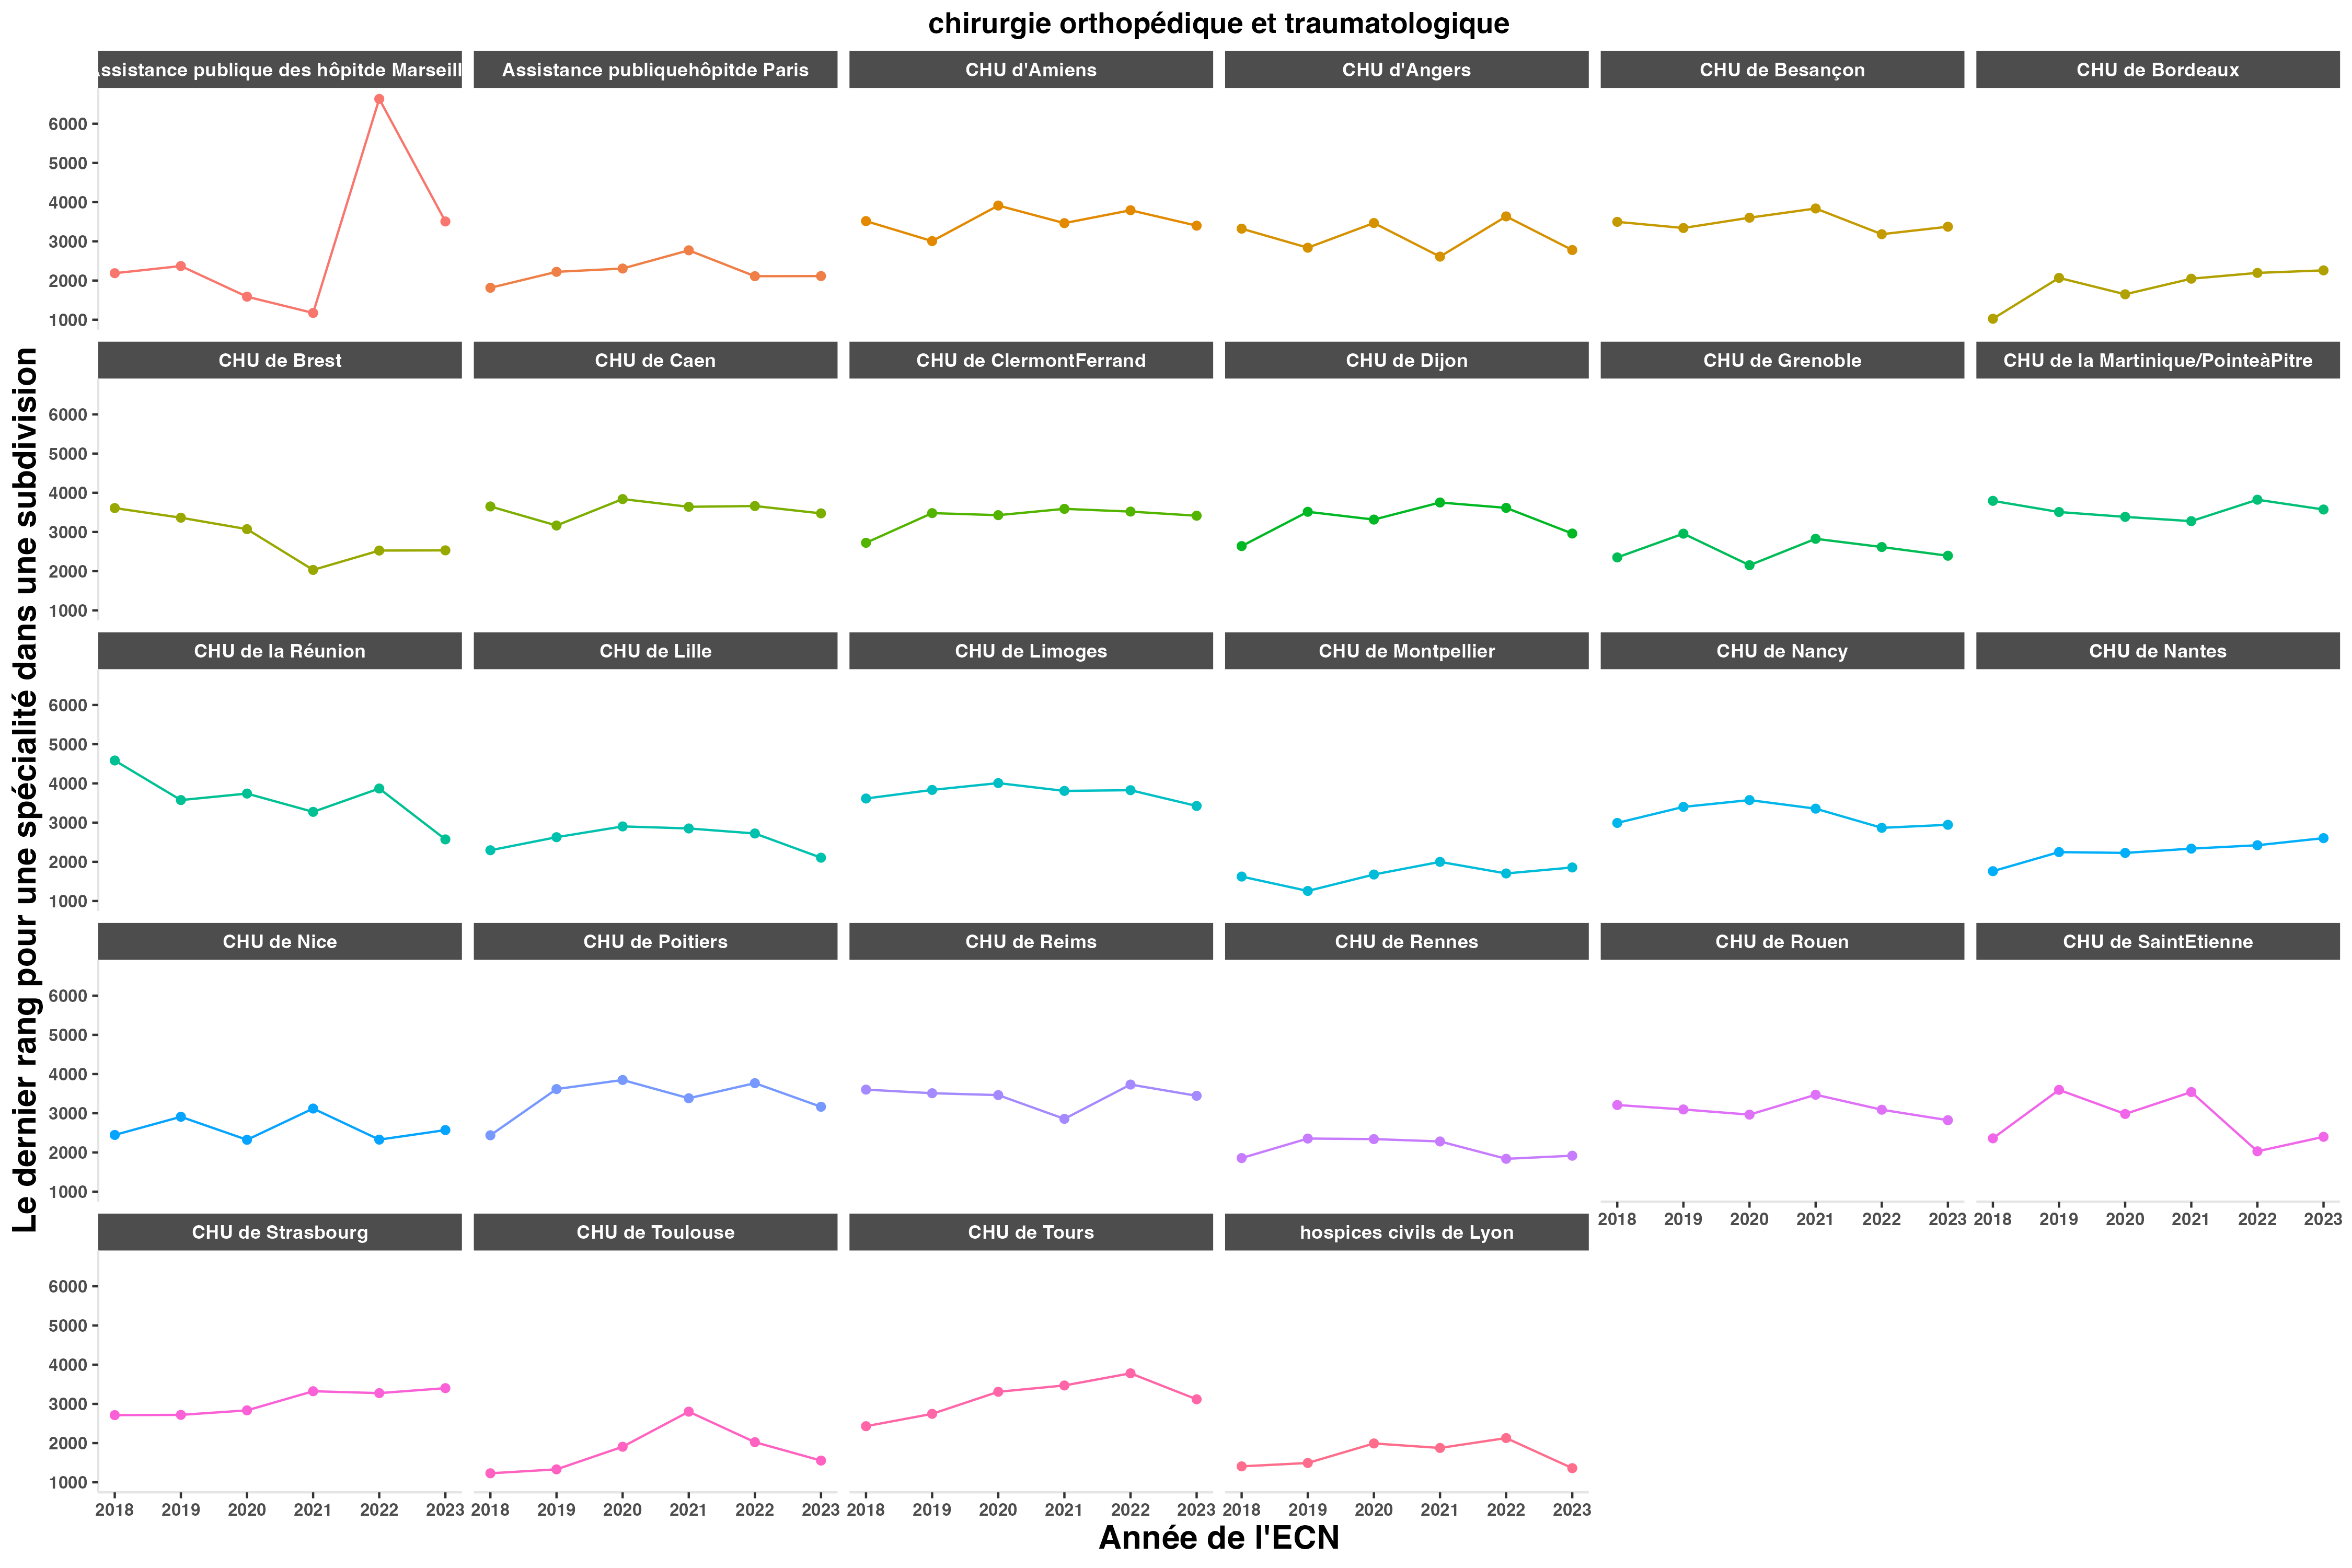 chirurgie orthopédique et traumatologique
Assistance publique des hôpitde Marseill
Assistance publiquehôpitde Paris
CHU d'Amiens
CHU d'Angers
CHU de Besançon
CHU de Bordeaux
6000
5000
4000
3000
2000
1000
CHU de Brest
CHU de Caen
CHU de ClermontFerrand
CHU de Dijon
CHU de Grenoble
CHU de la Martinique/PointeàPitre
6000
5000
4000
3000
2000
1000
Le dernier rang pour une spécialité dans une subdivision
CHU de la Réunion
CHU de Lille
CHU de Limoges
CHU de Montpellier
CHU de Nancy
CHU de Nantes
6000
5000
4000
3000
2000
1000
CHU de Nice
CHU de Poitiers
CHU de Reims
CHU de Rennes
CHU de Rouen
CHU de SaintEtienne
6000
5000
4000
3000
2000
1000
2018 2019 2020 2021 2022 2023
2018 2019 2020 2021 2022 2023
CHU de Strasbourg
CHU de Toulouse
CHU de Tours
hospices civils de Lyon
6000
5000
4000
3000
2000
1000
2018 2019 2020 2021 2022 2023
2018 2019 2020 2021 2022 2023
2018 2019 2020 2021 2022 2023
2018 2019 2020 2021 2022 2023
Année de l'ECN